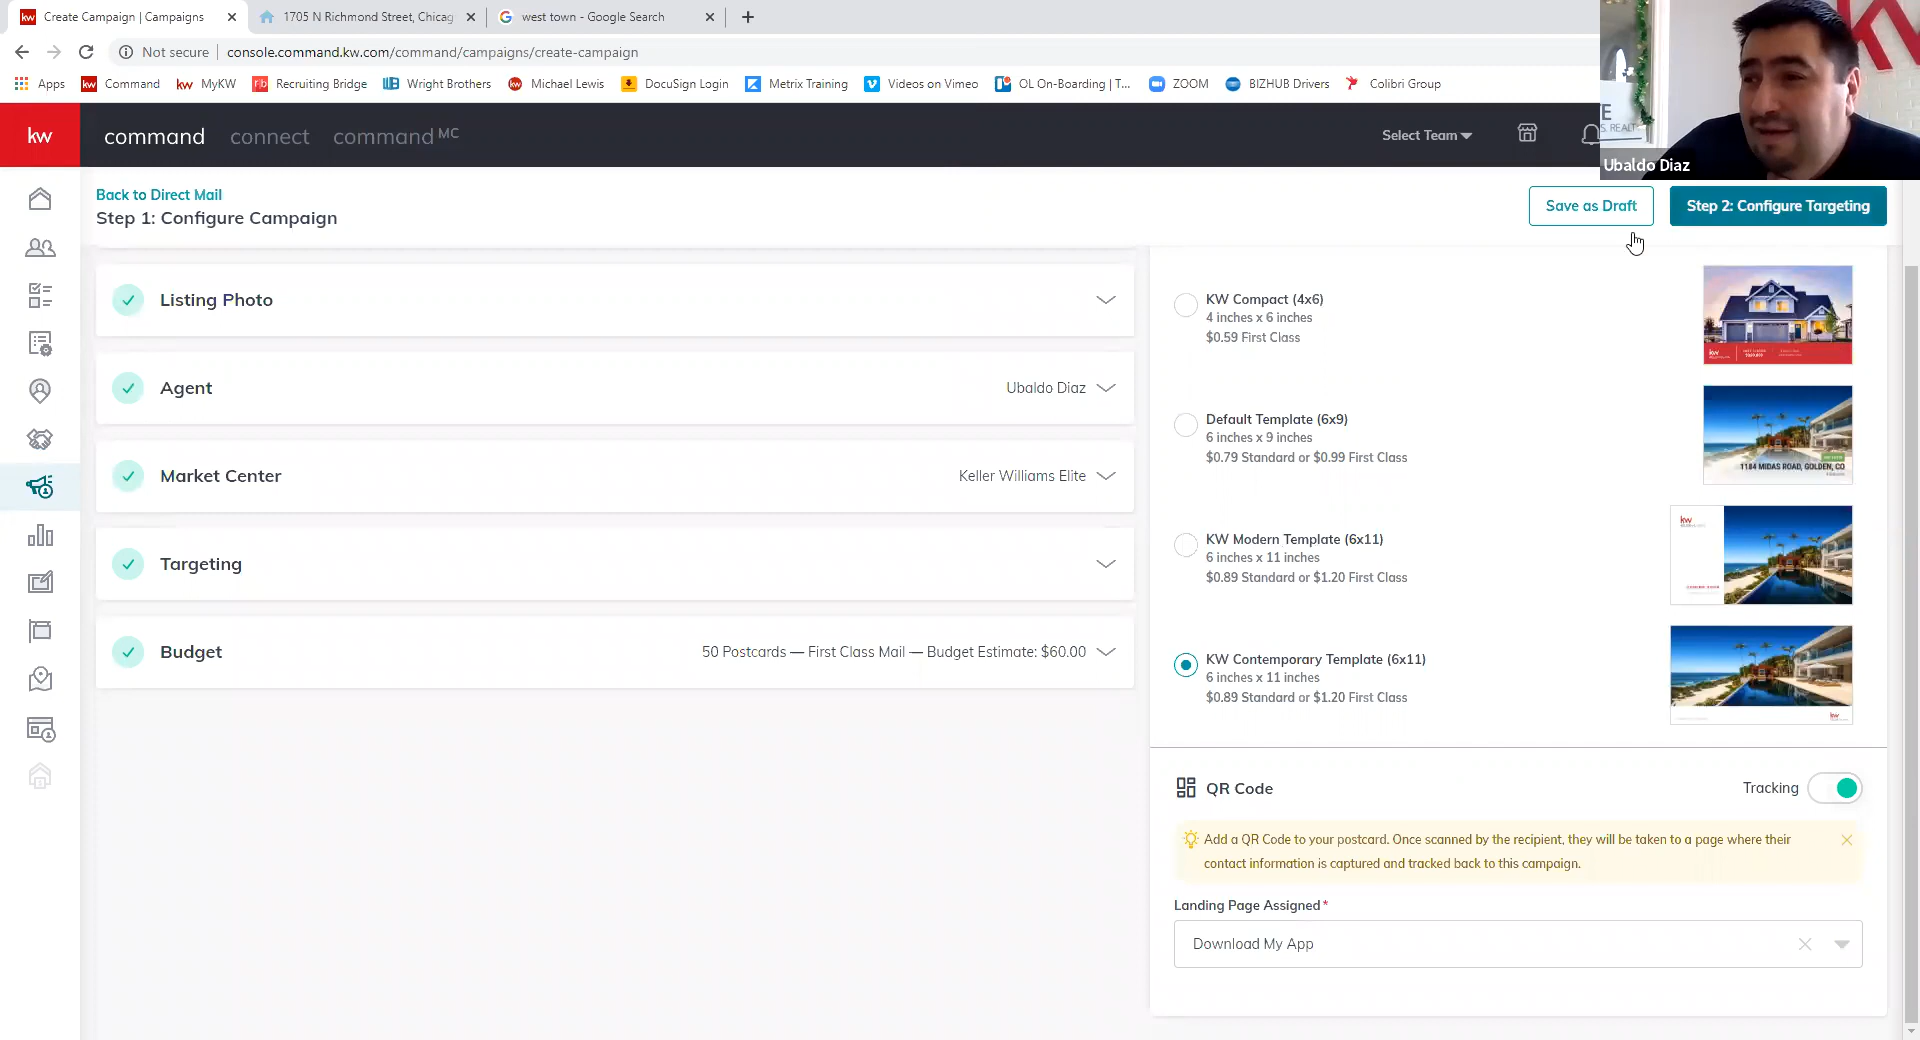 Create Campaign | Campaigns
1705 N Richmond Street, Chicag
west town - Google Search
Not secure
console.command.kw.com/command/campaigns/create-campaign
Apps
Command
MyKW
Recruiting Bridge
Wright Brothers
Michael Lewis
DocuSign Login
Metrix Training
Videos on Vimeo
OL On-Boarding | T...
ZOOM
BIZHUB Drivers
Colibri Group
kw
command
connect
command MC
Select Team
E
S. REALT
Ubaldo Diaz
Back to Direct Mail
Step 1: Configure Campaign
Save as Draft
Step 2: Configure Targeting
Listing Photo
Agent
Ubaldo Diaz
Market Center
Keller Williams Elite
Targeting
Budget
50 Postcards — First Class Mail — Budget Estimate: $60.00
KW Compact (4x6)
4 inches x 6 inches
$0.59 First Class
Default Template (6x9)
6 inches x 9 inches
$0.79 Standard or $0.99 First Class
1184 MIDAS ROAD, GOLDEN, CO
KW Modern Template (6x11)
6 inches x 11 inches
$0.89 Standard or $1.20 First Class
kw
KW Contemporary Template (6x11)
6 inches x 11 inches
$0.89 Standard or $1.20 First Class
kw
QR Code
Tracking
Add a QR Code to your postcard. Once scanned by the recipient, they will be taken to a page where their
contact information is captured and tracked back to this campaign.
Landing Page Assigned*
Download My App